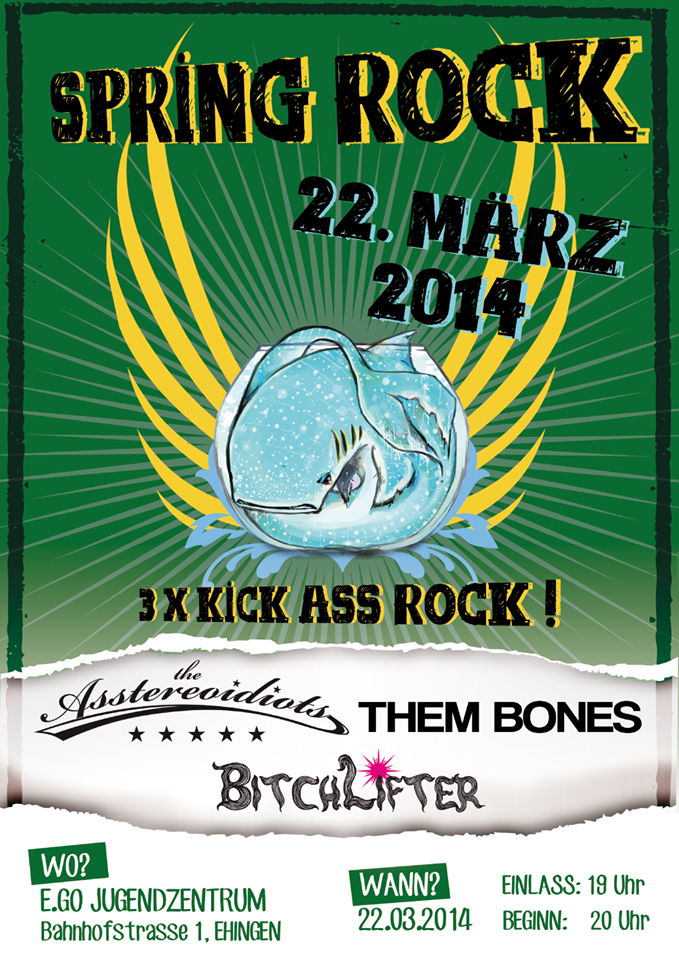 SPRING ROCK
22. MÄRZ
2014
3 X KICK ASS ROCK !
the
Asstereoidiots
THEM BONES
BITCHLIFTER
WO?
E.GO JUGENDZENTRUM
Bahnhofstrasse 1, EHINGEN
WANN?
22.03.2014
EINLASS: 19 Uhr
BEGINN: 20 Uhr